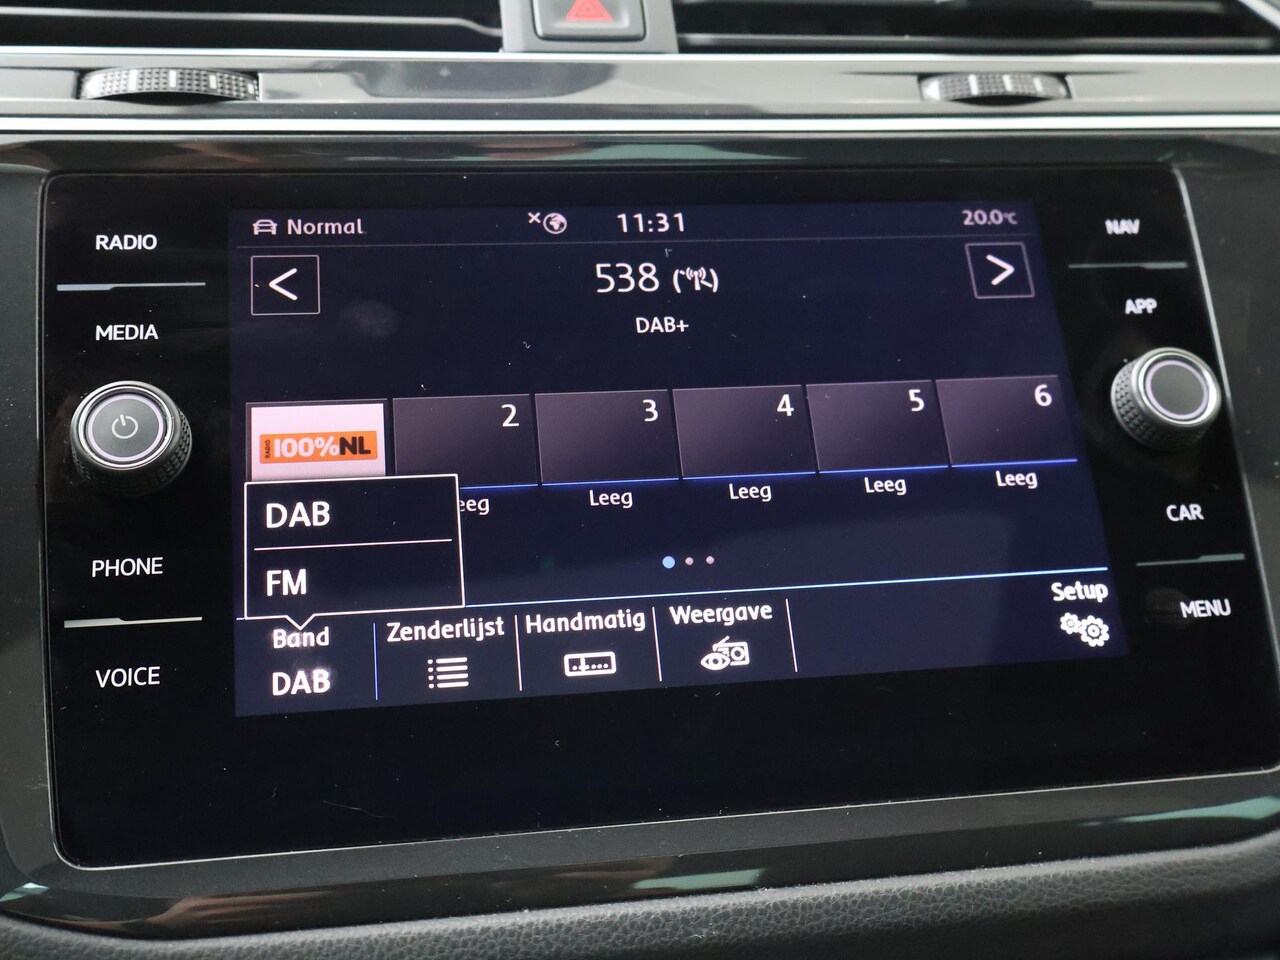 Normal 11:31 20.0°C
RADIO
NAV
< 538 >
MEDIA
APP
DAB+
RADIO 100%NL
2 3 4 5 6
eeg Leeg Leeg Leeg Leeg
DAB
FM
CAR
PHONE
MENU
Band Zenderlijst Handmatig Weergave Setup
DAB
VOICE